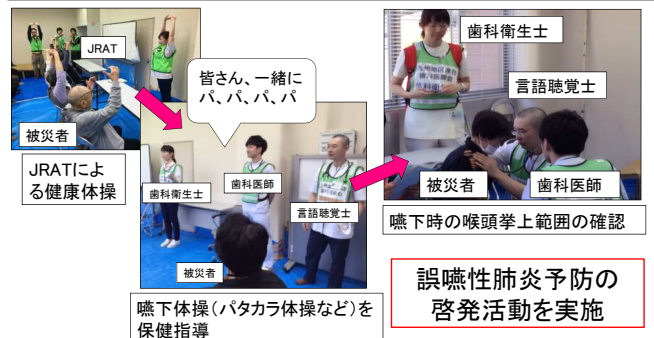 JRAT
被災者
JRATによ
る健康体操
皆さん、一緒に
パ、パ、パ、パ
歯科衛生士
歯科医師
言語聴覚士
被災者
嚥下体操(パタカラ体操など)を
保健指導
歯科衛生士
言語聴覚士
被災者
歯科医師
嚥下時の喉頭挙上範囲の確認
誤嚥性肺炎予防の
啓発活動を実施